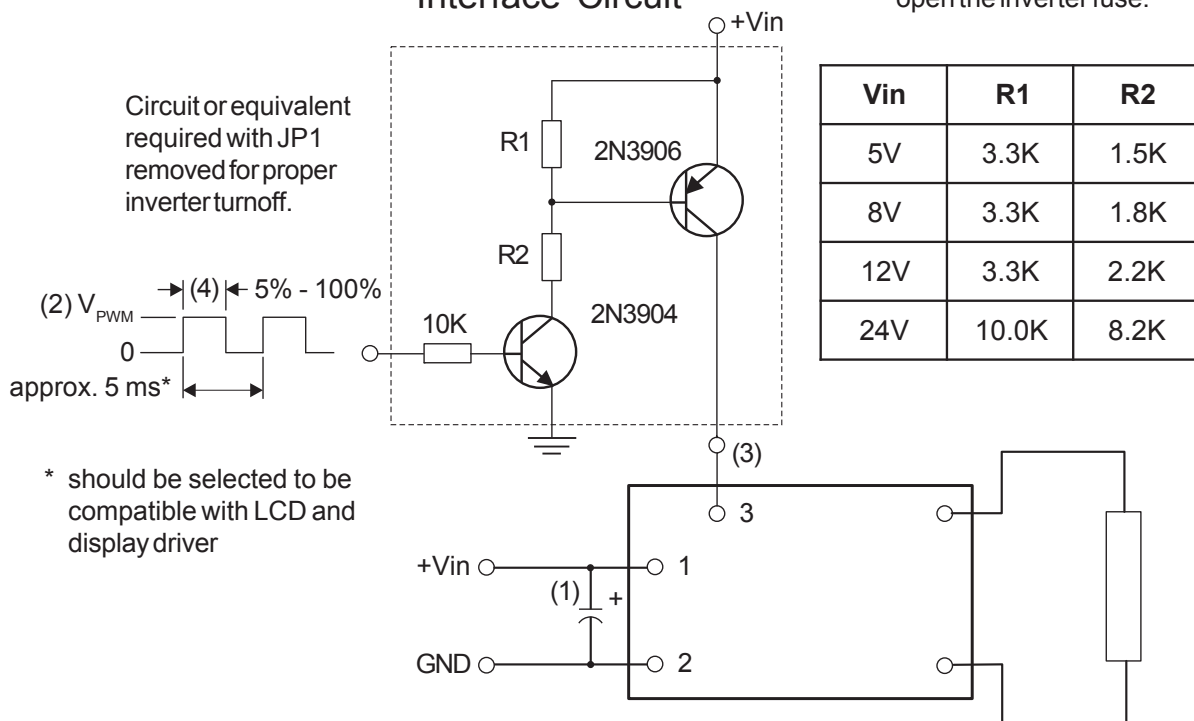 Interface Circuit
open the inverter fuse.
+Vin
Circuit or equivalent
required with JP1
removed for proper
inverter turnoff.
R1
2N3906
R2
2N3904
10K
(2) VPWM
(4)
5% - 100%
0
approx. 5 ms*
Vin R1 R2
5V 3.3K 1.5K
8V 3.3K 1.8K
12V 3.3K 2.2K
24V 10.0K 8.2K
* should be selected to be
compatible with LCD and
display driver
(3)
3
+Vin
1
(1)
+
GND
2